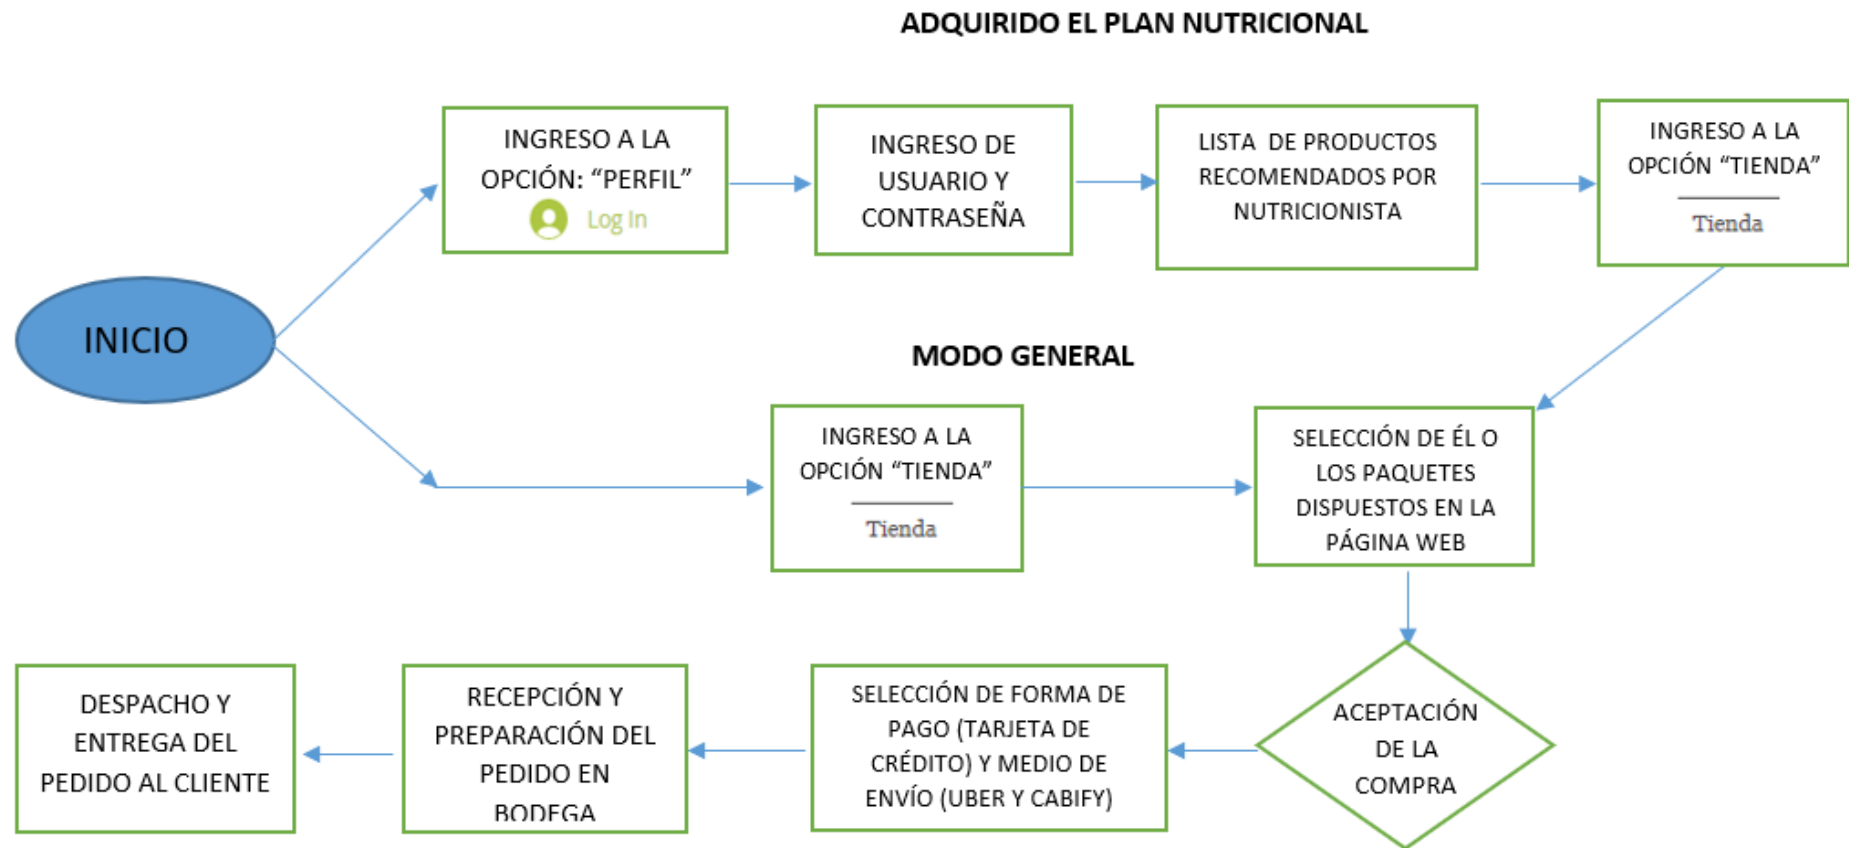 ADQUIRIDO EL PLAN NUTRICIONAL
INGRESO A LA
OPCIÓN: “PERFIL”
Log In
INGRESO DE
USUARIO Y
CONTRASEÑA
LISTA DE PRODUCTOS
RECOMENDADOS POR
NUTRICIONISTA
INGRESO A LA
OPCIÓN “TIENDA”
Tienda
INICIO
MODO GENERAL
INGRESO A LA
OPCIÓN “TIENDA”
Tienda
SELECCIÓN DE ÉL O
LOS PAQUETES
DISPUESTOS EN LA
PÁGINA WEB
ACEPTACIÓN
DE LA
COMPRA
SELECCIÓN DE FORMA DE
PAGO (TARJETA DE
CRÉDITO) Y MEDIO DE
ENVÍO (UBER Y CABIFY)
RECEPCIÓN Y
PREPARACIÓN DEL
PEDIDO EN
BODEGA
DESPACHO Y
ENTREGA DEL
PEDIDO AL CLIENTE